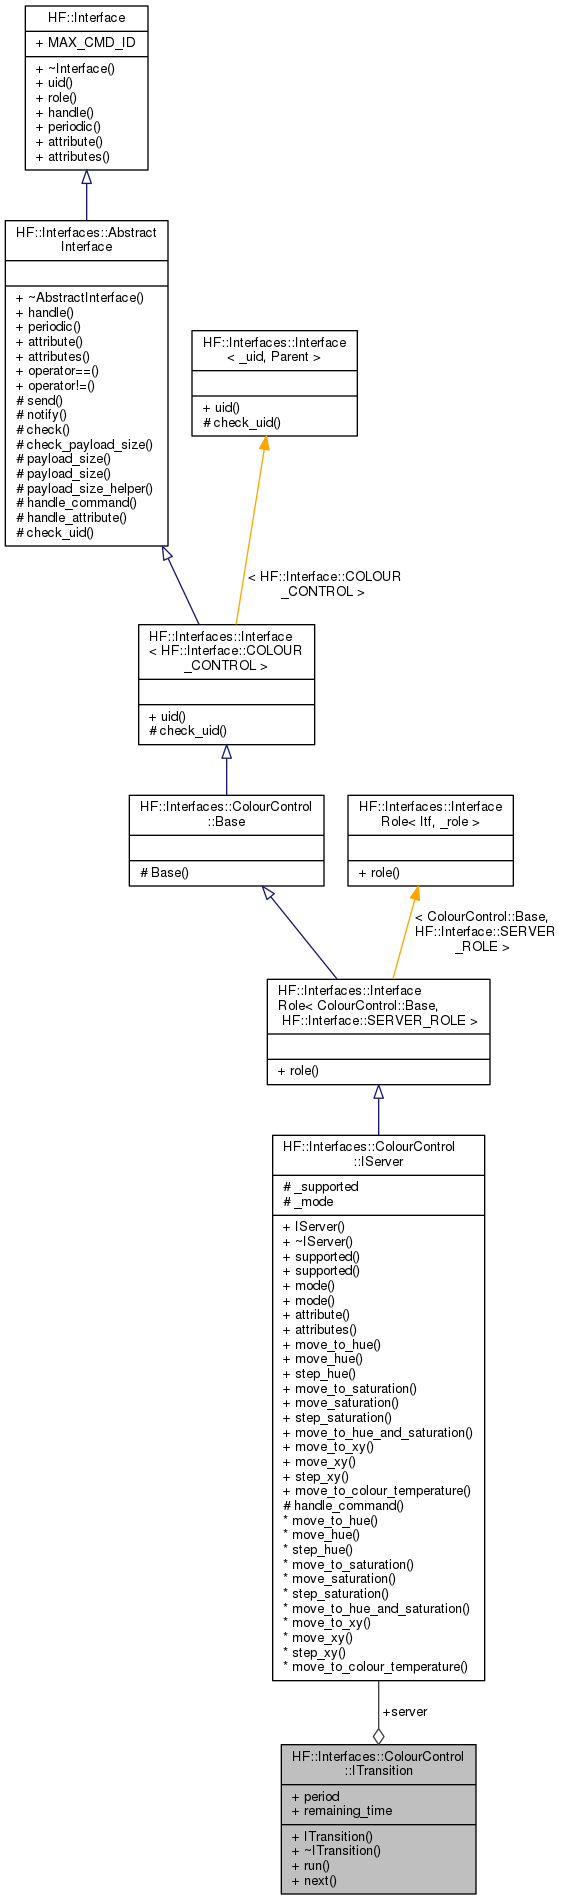 HF::Interface
+ MAX_CMD_ID
+ ~Interface()
+ uid()
+ role()
+ handle()
+ periodic()
+ attribute()
+ attributes()
HF::Interfaces::Abstract
Interface
+ ~AbstractInterface()
+ handle()
+ periodic()
+ attribute()
+ attributes()
+ operator==()
+ operator!=()
# send()
# notify()
# check()
# check_payload_size()
# payload_size()
# payload_size()
# payload_size_helper()
# handle_command()
# handle_attribute()
# check_uid()
HF::Interfaces::Interface
< _uid, Parent >
+ uid()
# check_uid()
< HF::Interface::COLOUR
_CONTROL >
HF::Interfaces::Interface
< HF::Interface::COLOUR
_CONTROL >
+ uid()
# check_uid()
HF::Interfaces::ColourControl
::Base
# Base()
HF::Interfaces::Interface
Role< Itf, _role >
+ role()
< ColourControl::Base,
HF::Interface::SERVER
_ROLE >
HF::Interfaces::Interface
Role< ColourControl::Base,
HF::Interface::SERVER_ROLE >
+ role()
HF::Interfaces::ColourControl
::IServer
# _supported
# _mode
+ IServer()
+ ~IServer()
+ supported()
+ supported()
+ mode()
+ mode()
+ attribute()
+ attributes()
+ move_to_hue()
+ move_hue()
+ step_hue()
+ move_to_saturation()
+ move_saturation()
+ step_saturation()
+ move_to_hue_and_saturation()
+ move_to_xy()
+ move_xy()
+ step_xy()
+ move_to_colour_temperature()
# handle_command()
* move_to_hue()
* move_hue()
* step_hue()
* move_to_saturation()
* move_saturation()
* step_saturation()
* move_to_hue_and_saturation()
* move_to_xy()
* move_xy()
* step_xy()
* move_to_colour_temperature()
+server
HF::Interfaces::ColourControl
::ITransition
+ period
+ remaining_time
+ ITransition()
+ ~ITransition()
+ run()
+ next()